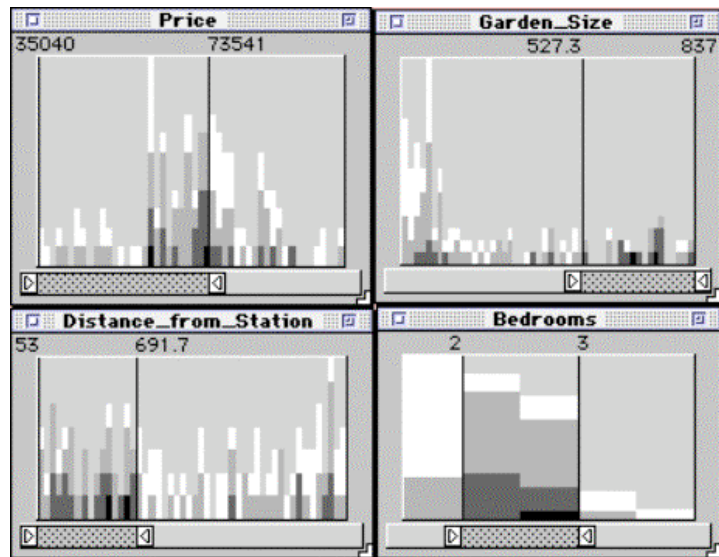 Price
35040 73541
Garden_Size
527.3 837
Distance_from_Station
53 691.7
Bedrooms
2 3